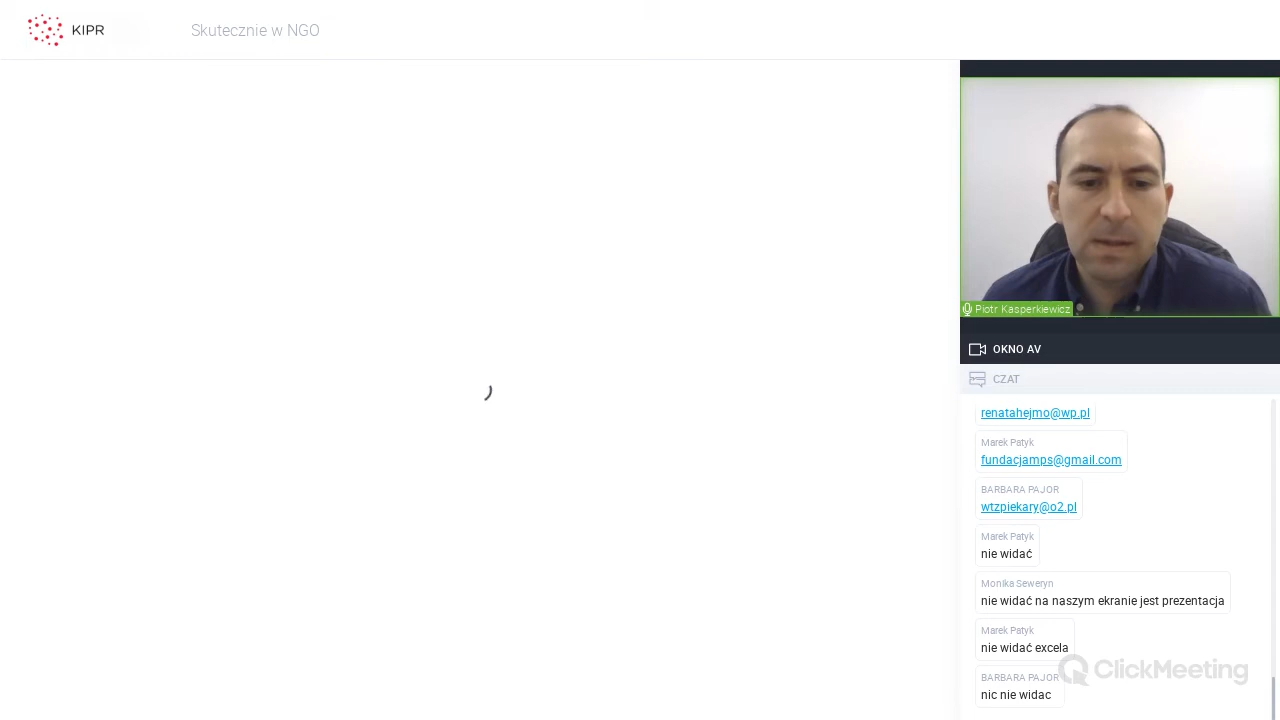 KIPR
Skutecznie w NGO
Piotr Kasperkiewicz
OKNO AV
CZAT
renatahejmo@wp.pl
Marek Patyk
fundacjamps@gmail.com
BARBARA PAJOR
wtzpiekary@o2.pl
Marek Patyk
nie widać
Monika Seweryn
nie widać na naszym ekranie jest prezentacja
Marek Patyk
nie widać excela
ClickMeeting
BARBARA PAJOR
nic nie widac